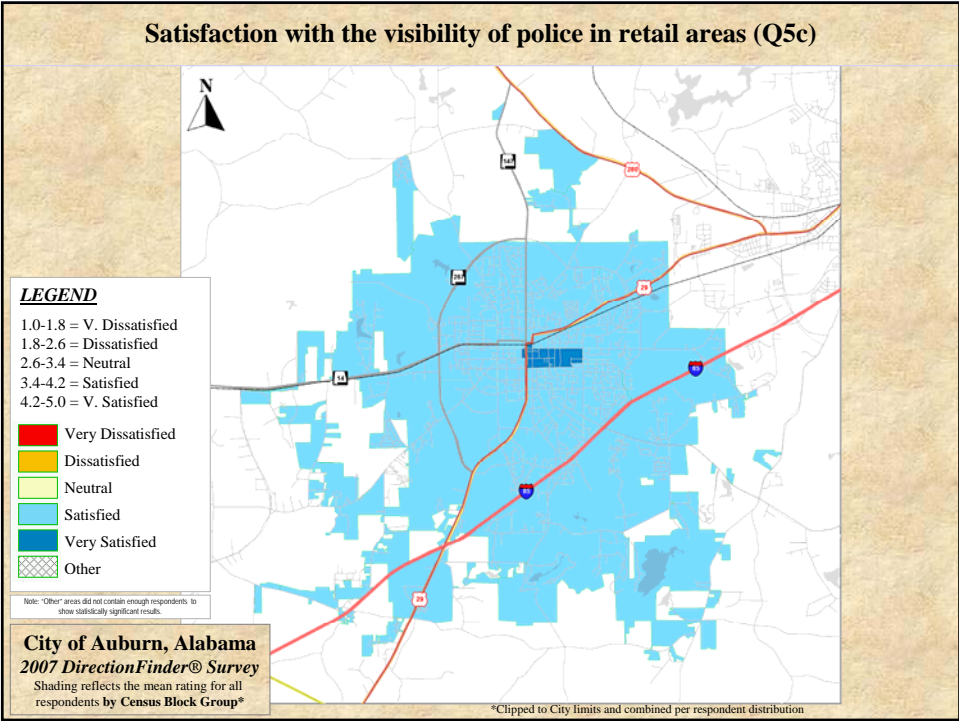 Satisfaction with the visibility of police in retail areas (Q5c)
N
147
280
267
29
14
85
85
29
LEGEND
1.0-1.8 = V. Dissatisfied
1.8-2.6 = Dissatisfied
2.6-3.4 = Neutral
3.4-4.2 = Satisfied
4.2-5.0 = V. Satisfied
Very Dissatisfied
Dissatisfied
Neutral
Satisfied
Very Satisfied
Other
Note: "Other" areas did not contain enough respondents to
show statistically significant results.
City of Auburn, Alabama
2007 DirectionFinder® Survey
Shading reflects the mean rating for all
respondents by Census Block Group*
*Clipped to City limits and combined per respondent distribution